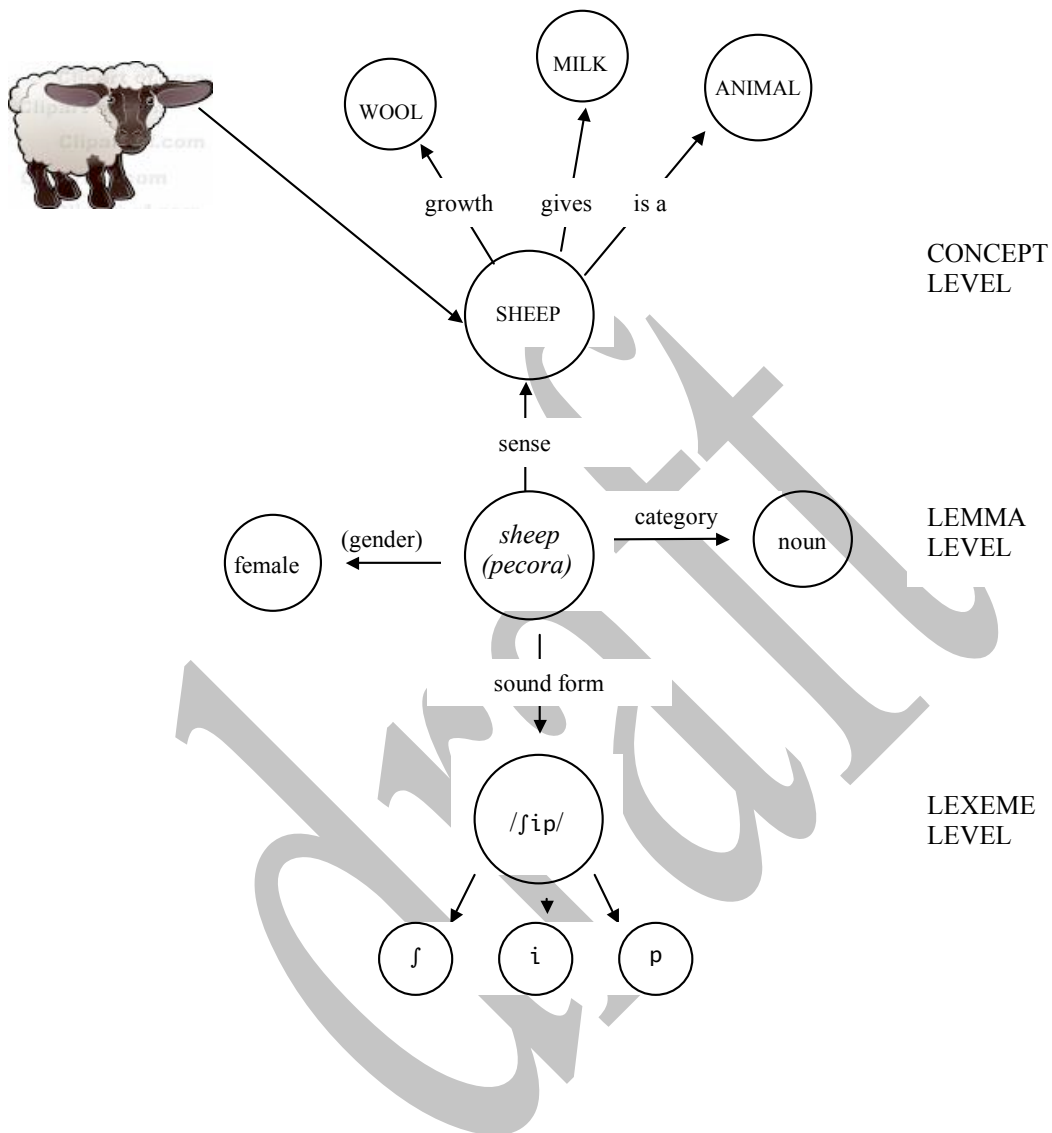 MILK
ANIMAL
WOOL
growth
gives
is a
CONCEPT
LEVEL
SHEEP
sense
LEMMA
LEVEL
category
sheep
(pecora)
(gender)
female
noun
sound form
LEXEME
LEVEL
/ʃip/
ʃ
i
p
draft